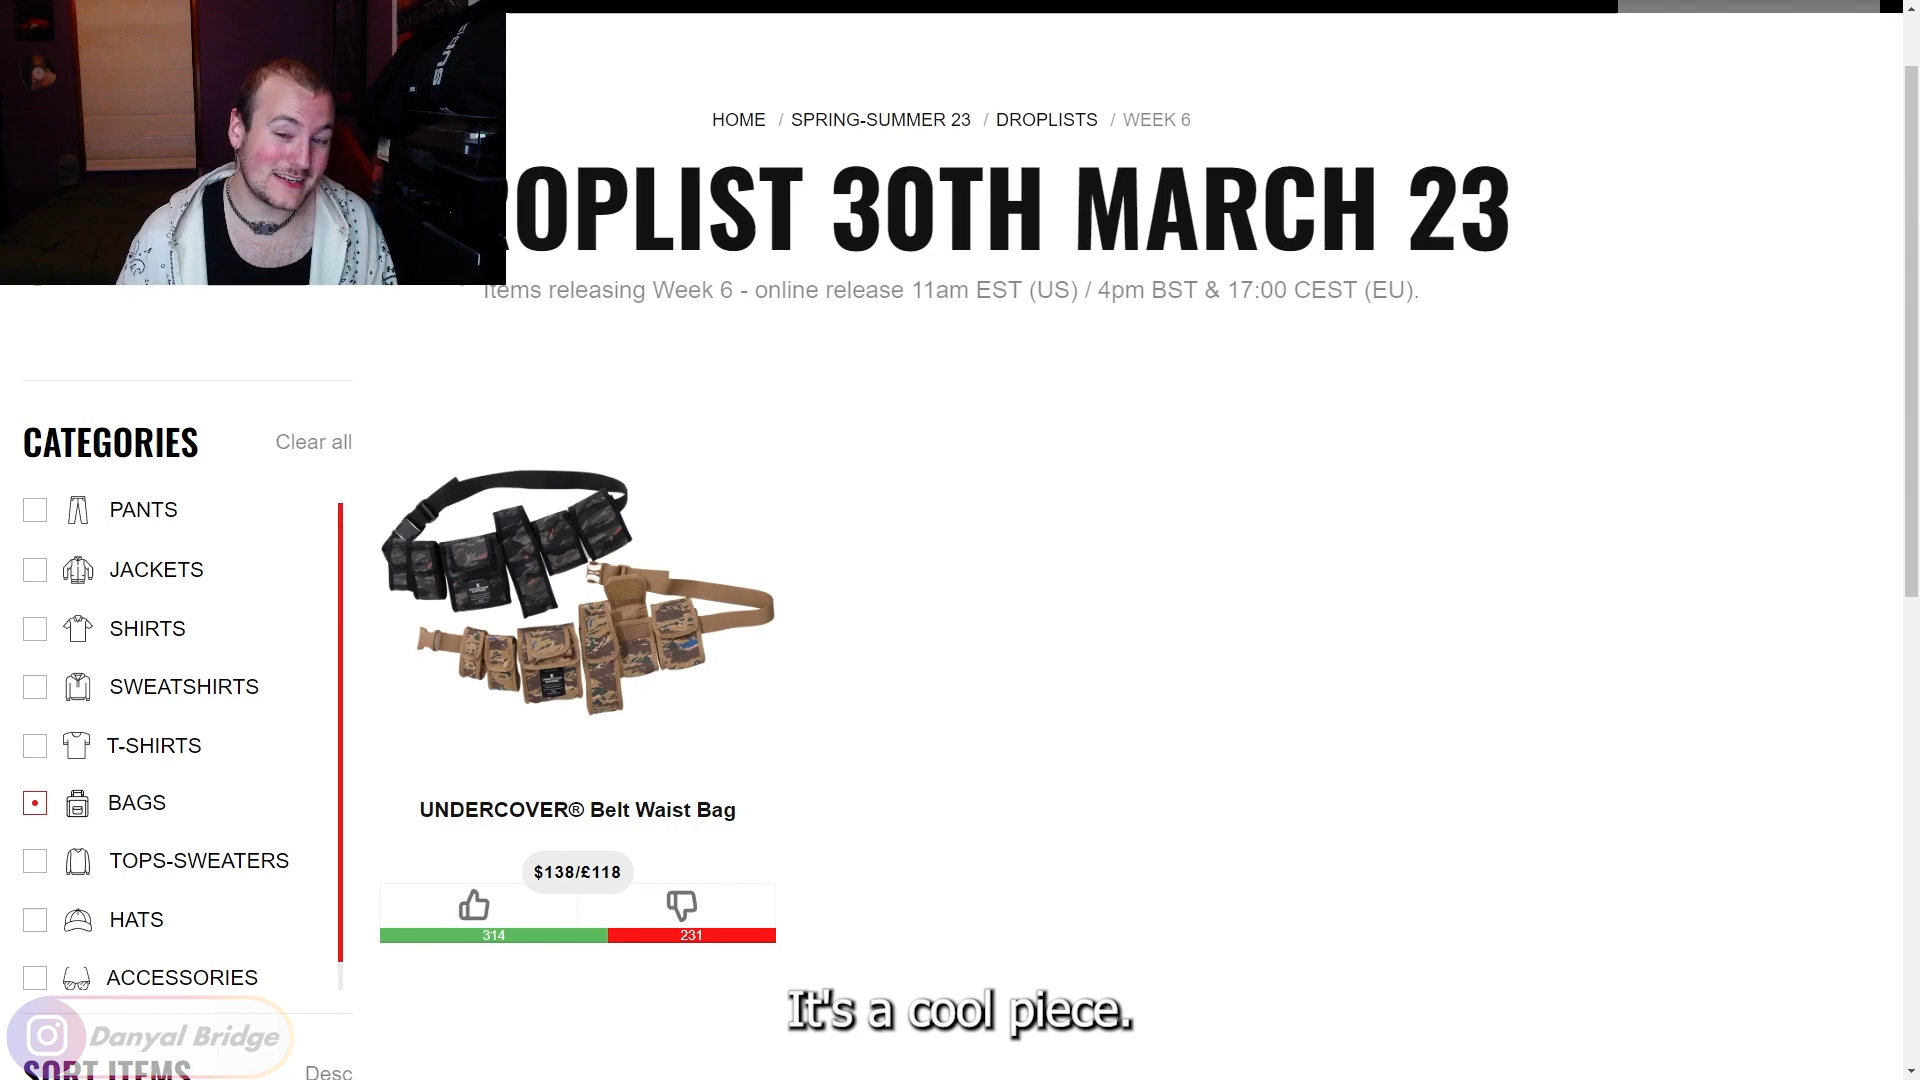 HOME / SPRING-SUMMER 23 / DROPLISTS / WEEK 6
ROPLIST 30TH MARCH 23
Items releasing Week 6 - online release 11am EST (US) / 4pm BST & 17:00 CEST (EU).
CATEGORIES
Clear all
PANTS
JACKETS
SHIRTS
SWEATSHIRTS
T-SHIRTS
BAGS
TOPS-SWEATERS
HATS
ACCESSORIES
UNDERCOVER® Belt Waist Bag
$138/£118
314
231
It's a cool piece.
Danyal Bridge
SORT ITEMS
Desc